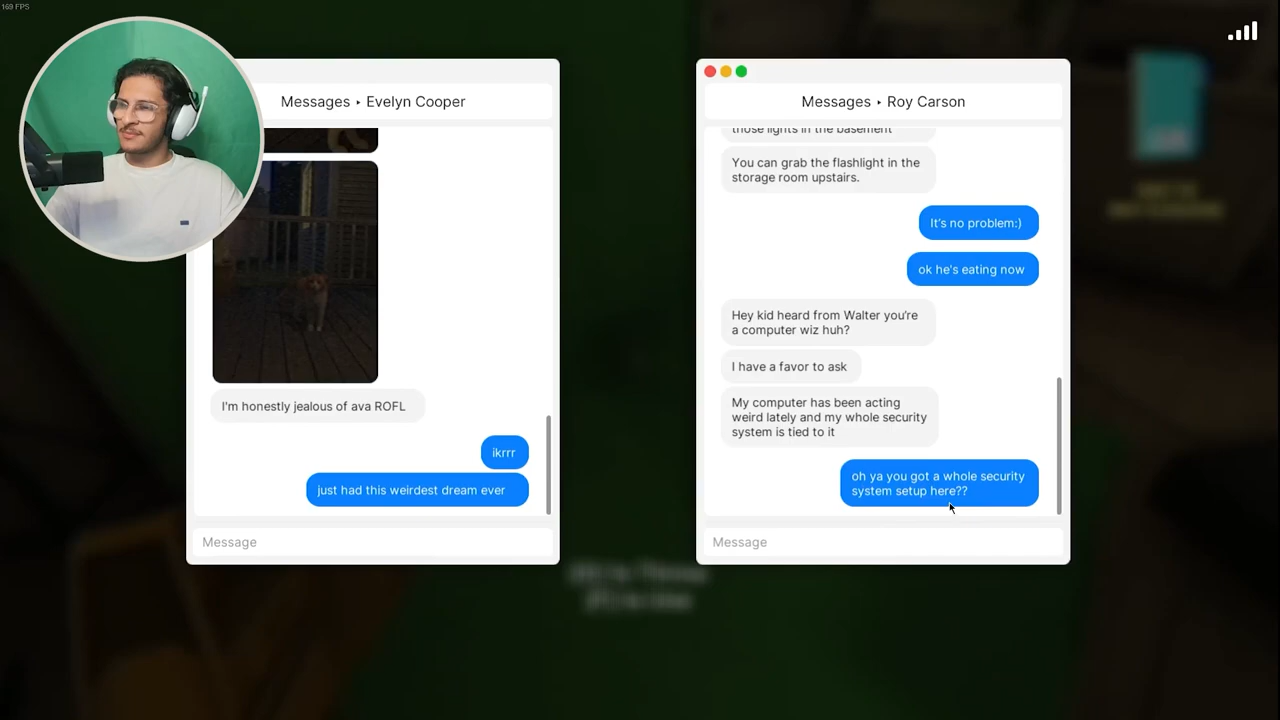 169 FPS
Messages ‣ Evelyn Cooper
I'm honestly jealous of ava ROFL
ikrrr
just had this weirdest dream ever
Message
Messages ‣ Roy Carson
those lights in the basement
You can grab the flashlight in the
storage room upstairs.
It's no problem:)
ok he's eating now
Hey kid heard from Walter you're
a computer wiz huh?
I have a favor to ask
My computer has been acting
weird lately and my whole security
system is tied to it
oh ya you got a whole security
system setup here??
Message